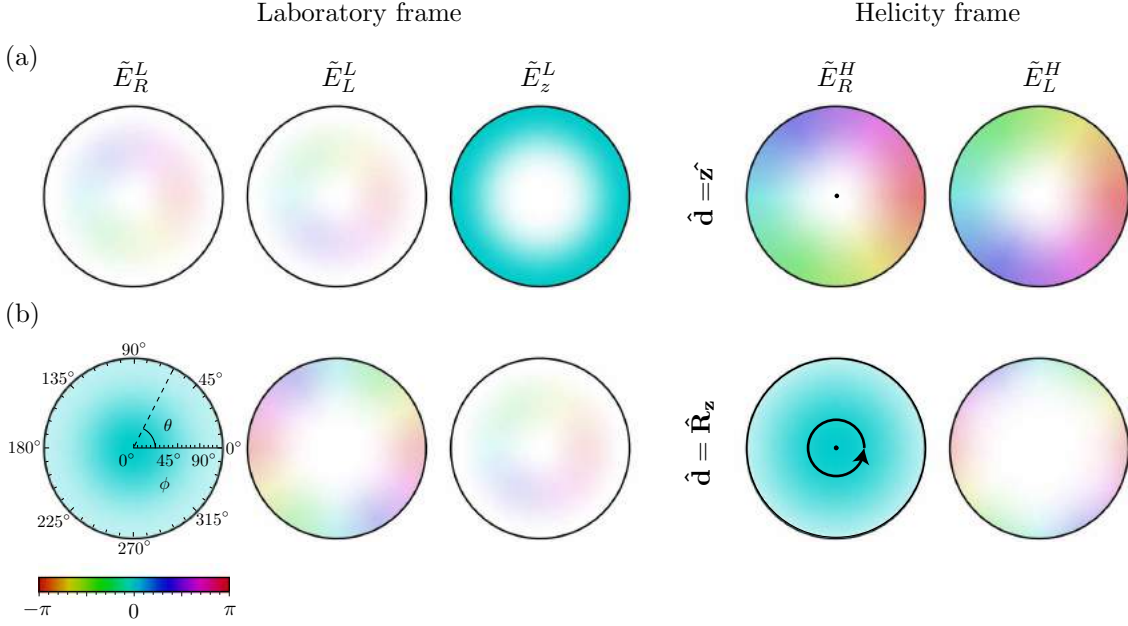 Laboratory frame Helicity frame
(a)
Ẽ_R^L Ẽ_L^L Ẽ_z^L Ẽ_R^H Ẽ_L^H
d̂ = ẑ
(b)
90°
135° 45°
θ
180° 0° 45° 90° 0°
ϕ
225° 315°
270°
d̂ = R̂_z
−π 0 π